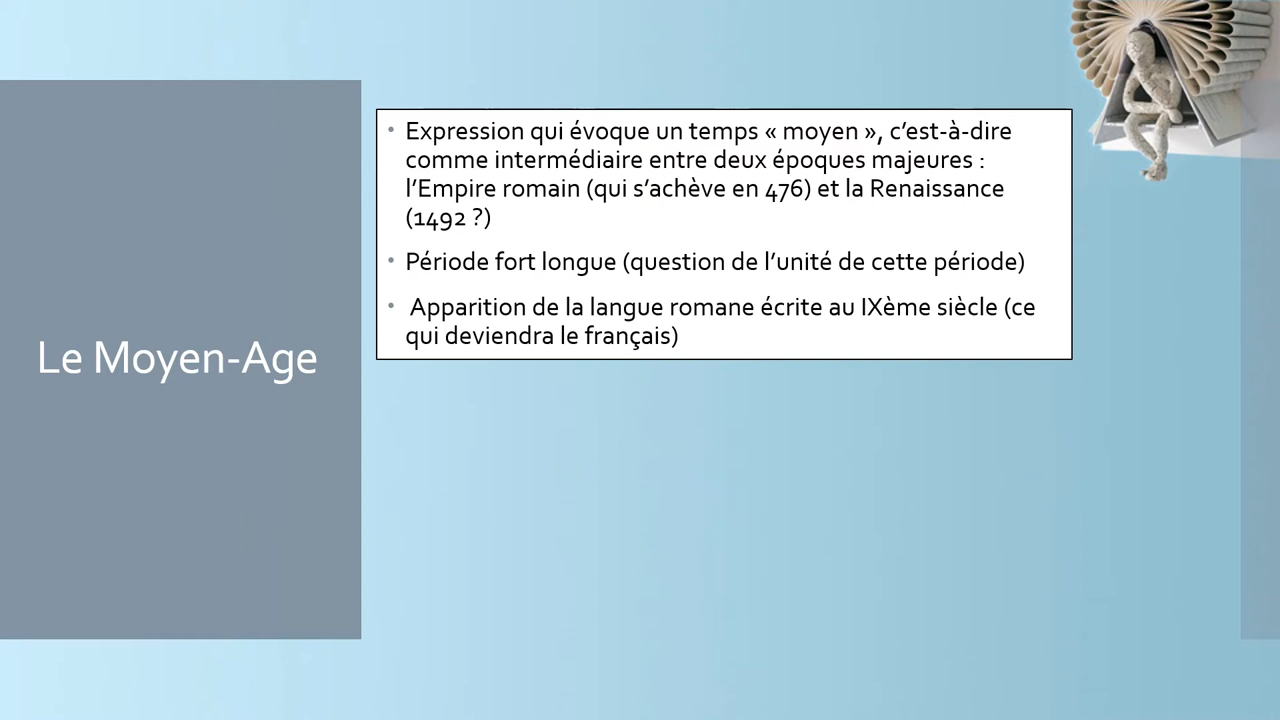 Le Moyen-Age
• Expression qui évoque un temps « moyen », c’est-à-dire
comme intermédiaire entre deux époques majeures :
l’Empire romain (qui s’achève en 476) et la Renaissance
(1492 ?)
• Période fort longue (question de l’unité de cette période)
• Apparition de la langue romane écrite au IXème siècle (ce
qui deviendra le français)